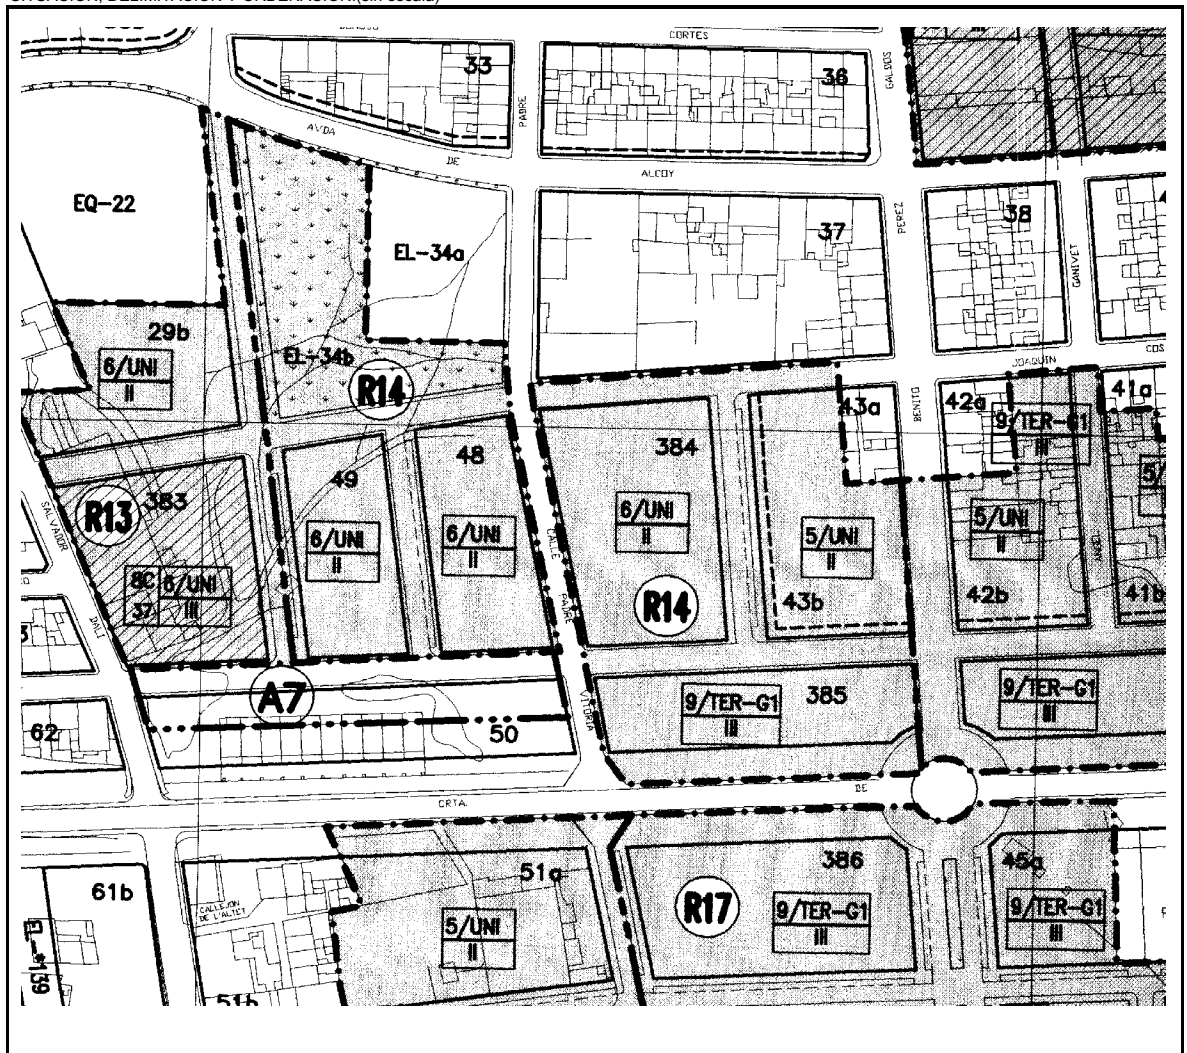 CORTES
33
36
PADRE
GALDOS
AVDA
DE
ALCOY
EQ-22
EL-34a
37
PEREZ
38
GANIVET
29b
6/UNI
II
EL-34b
R14
JOAQUIN
COS
43a
BENITO
42a
41a
9/TER-G1
III
384
48
49
383
R13
SALVADOR
DALI
6/UNI
II
6/UNI
II
6/UNI
II
5/UNI
II
5/UNI
II
5/
ANGEL
CALLE
PADRE
VITORIA
8C
37
6/UNI
III
R14
43b
42b
41b
A7
9/TER-G1
III
385
9/TER-G1
III
62
50
CRTA.
DE
61b
51a
386
45a
CALLEJON
DE L'ALTET
R17
5/UNI
II
9/TER-G1
III
9/TER-G1
III
51b